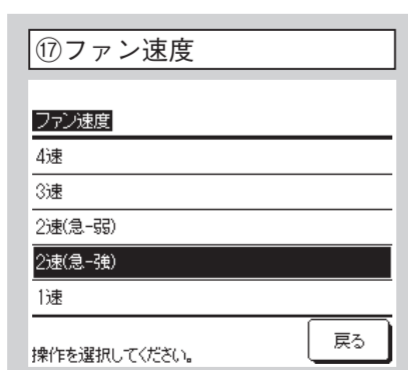 ⑰ファン速度
ファン速度
4速
3速
2速(急-弱)
2速(急-強)
1速
操作を選択してください。
戻る